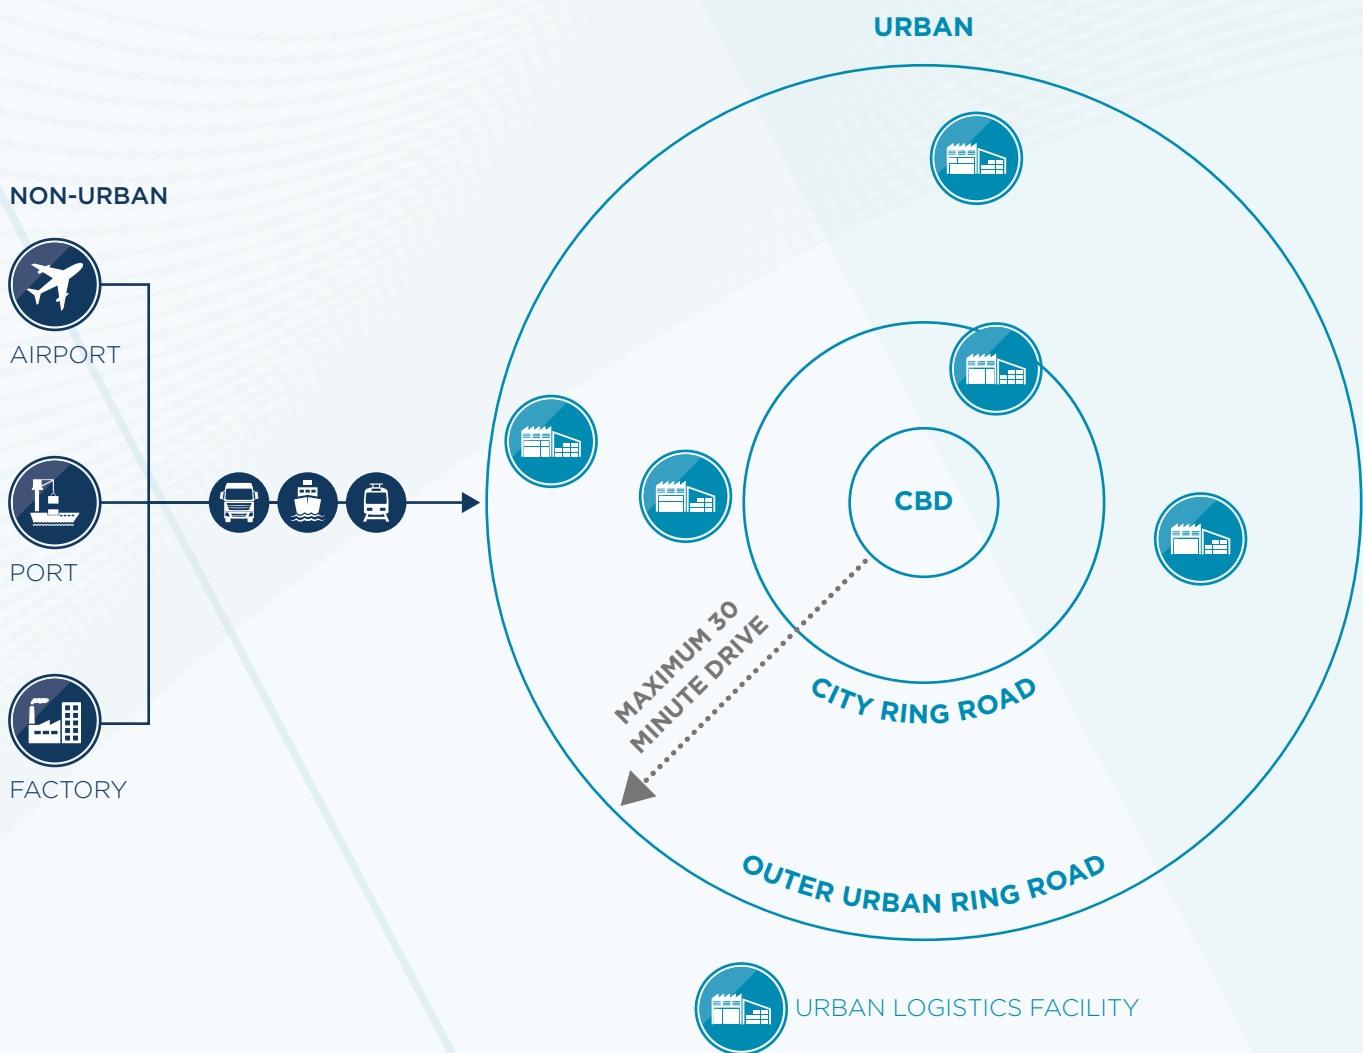 URBAN
NON-URBAN
AIRPORT
PORT
FACTORY
CBD
MAXIMUM 30
MINUTE DRIVE
CITY RING ROAD
OUTER URBAN RING ROAD
URBAN LOGISTICS FACILITY